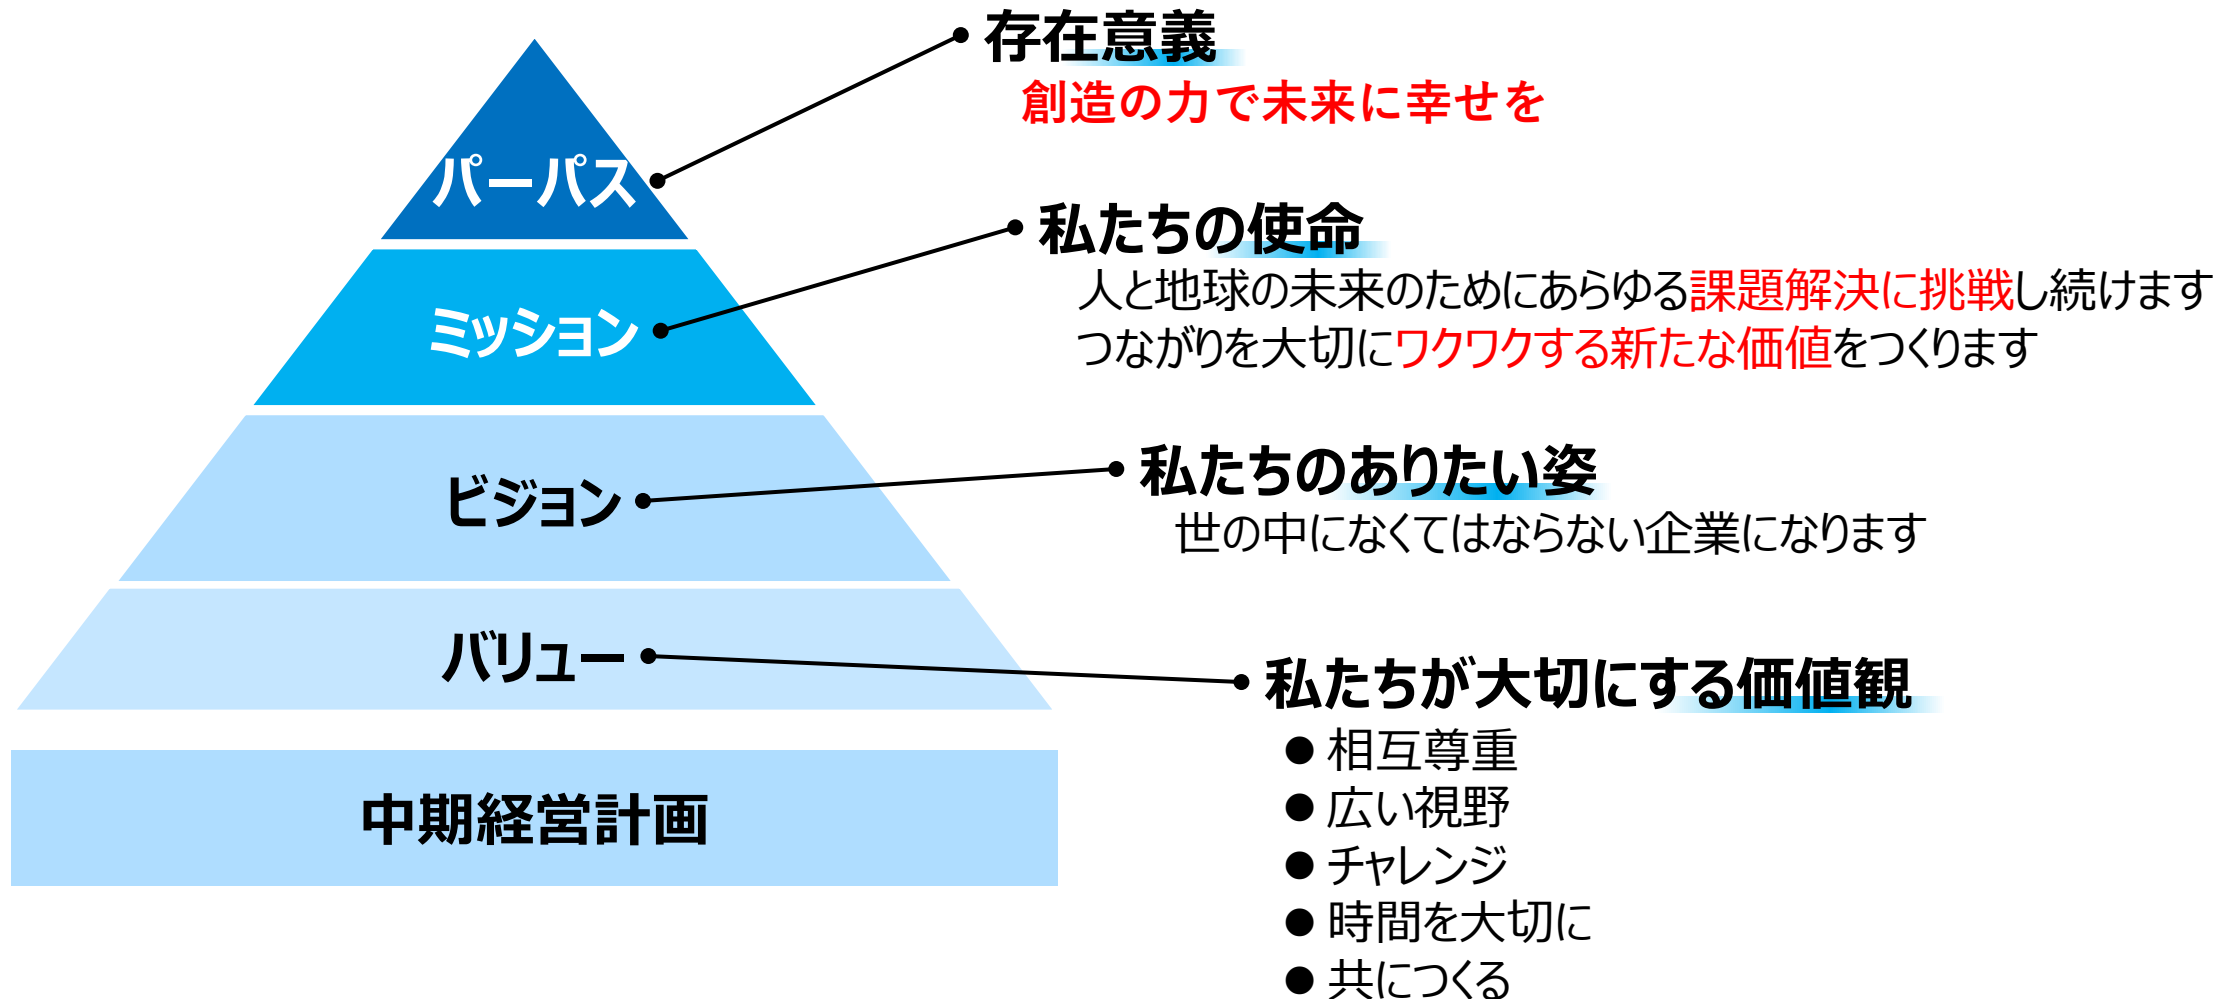 存在意義
創造の力で未来に幸せを
パーパス
私たちの使命
人と地球の未来のためにあらゆる課題解決に挑戦し続けます
つながりを大切にワクワクする新たな価値をつくります
ミッション
私たちのありたい姿
世の中になくてはならない企業になります
ビジョン
バリュー
私たちが大切にする価値観
● 相互尊重
● 広い視野
● チャレンジ
● 時間を大切に
● 共につくる
中期経営計画